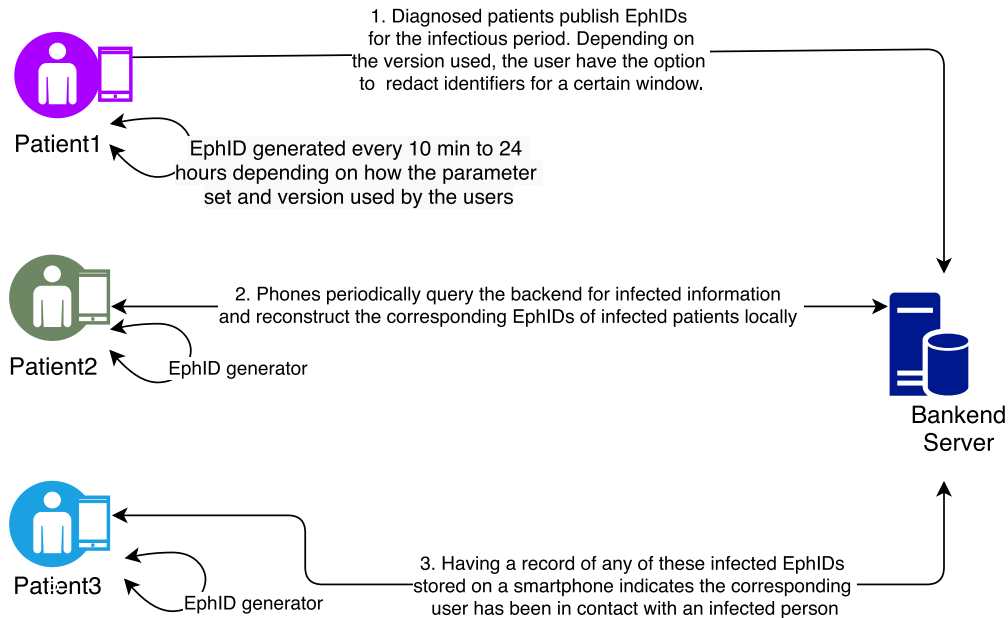 1. Diagnosed patients publish EphIDs
for the infectious period. Depending on
the version used, the user have the option
to redact identifiers for a certain window.
Patient1
EphID generated every 10 min to 24
hours depending on how the parameter
set and version used by the users
2. Phones periodically query the backend for infected information
and reconstruct the corresponding EphIDs of infected patients locally
Patient2
EphID generator
Bankend
Server
3. Having a record of any of these infected EphIDs
stored on a smartphone indicates the corresponding
user has been in contact with an infected person
Patient3
EphID generator